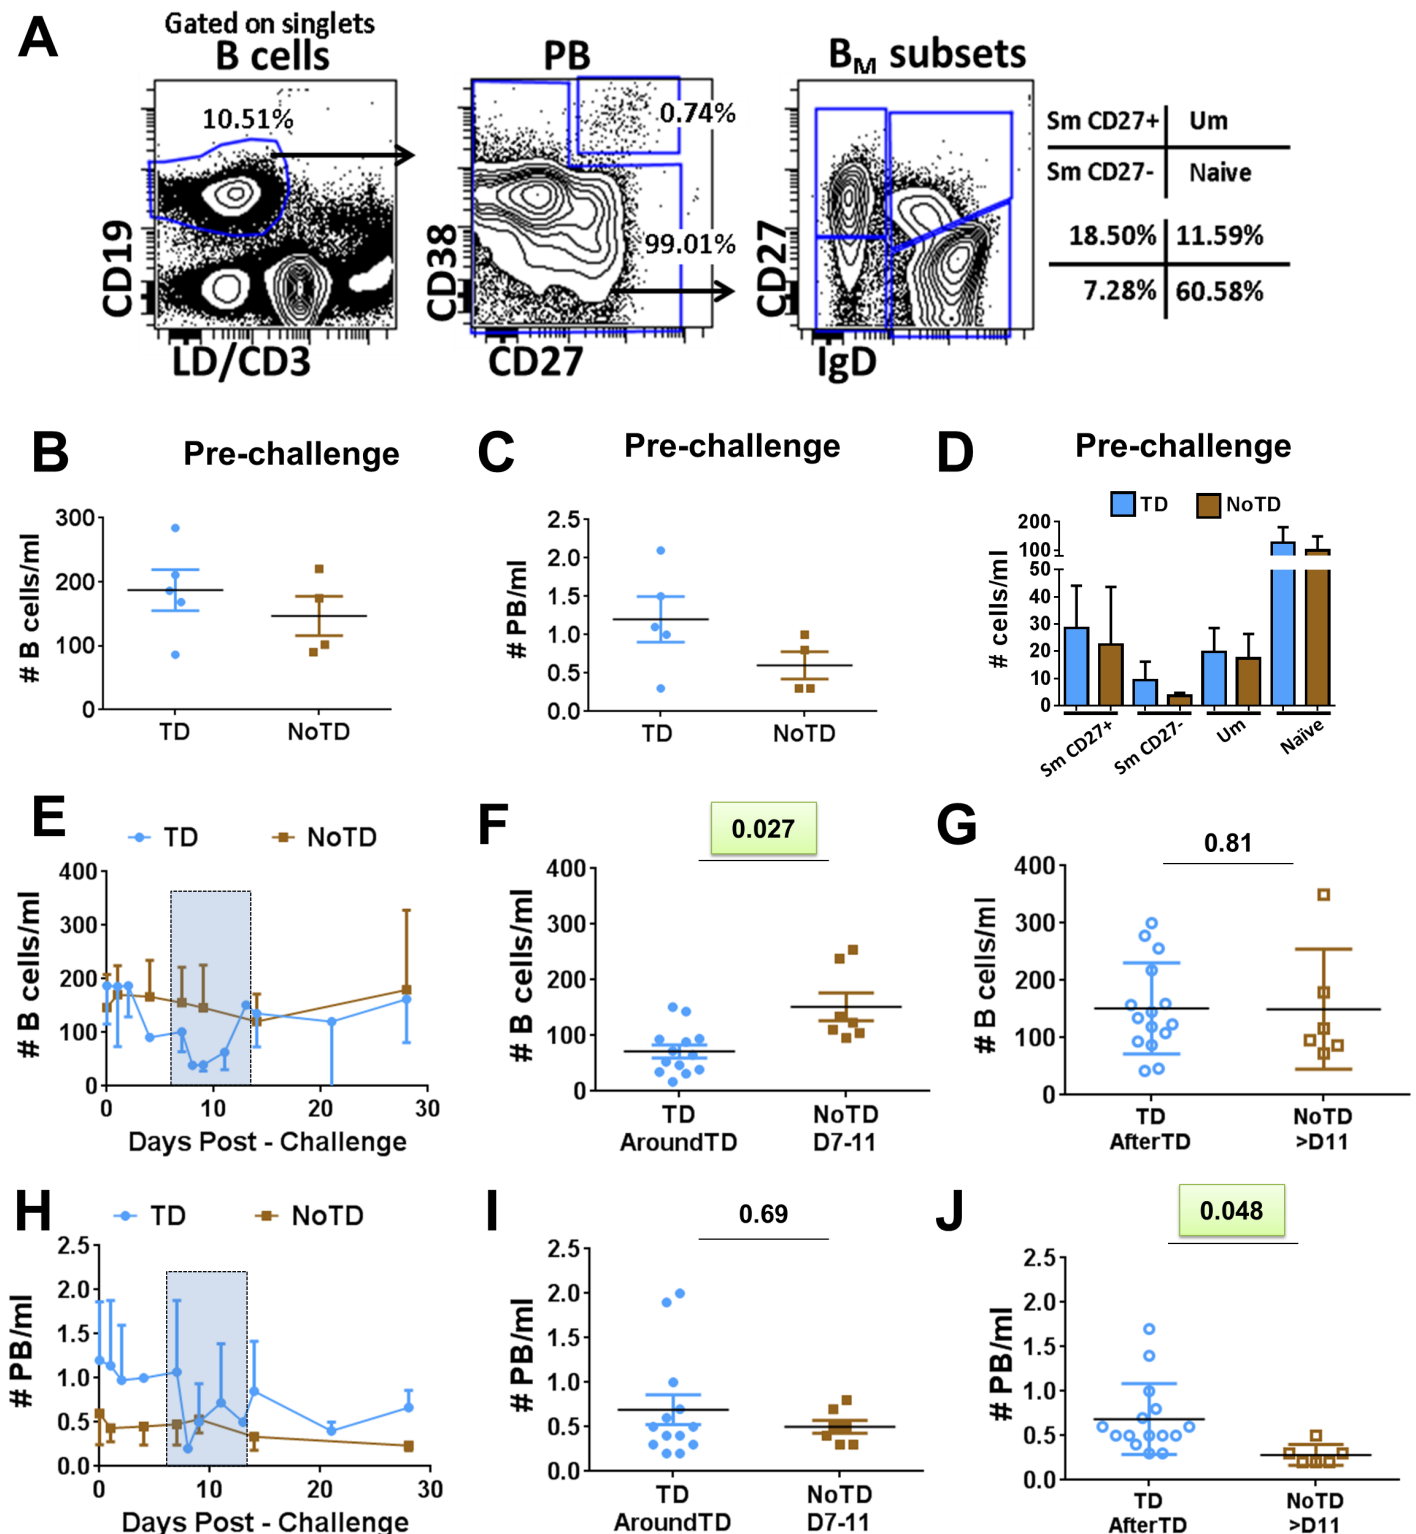 A
Gated on singlets
B cells
10.51%
CD19
LD/CD3
PB
0.74%
99.01%
CD38
CD27
BM subsets
CD27
IgD
Sm CD27+ Um
Sm CD27- Naive
18.50% 11.59%
7.28% 60.58%
B
Pre-challenge
# B cells/ml
300
200
100
0
TD NoTD
C
Pre-challenge
# PB/ml
2.5
2.0
1.5
1.0
0.5
0.0
TD NoTD
D
Pre-challenge
TD NoTD
# cells/ml
200
100
50
40
30
20
10
0
Sm CD27+
Sm CD27-
Um
Naïve
E
TD NoTD
# B cells/ml
400
300
200
100
0
0 10 20 30
Days Post - Challenge
F
0.027
# B cells/ml
400
300
200
100
0
TD NoTD
AroundTD D7-11
G
0.81
# B cells/ml
400
300
200
100
0
TD NoTD
AfterTD >D11
H
TD NoTD
# PB/ml
2.5
2.0
1.5
1.0
0.5
0.0
0 10 20 30
Days Post - Challenge
I
0.69
# PB/ml
2.5
2.0
1.5
1.0
0.5
0.0
TD NoTD
AroundTD D7-11
J
0.048
# PB/ml
2.5
2.0
1.5
1.0
0.5
0.0
TD NoTD
AfterTD >D11